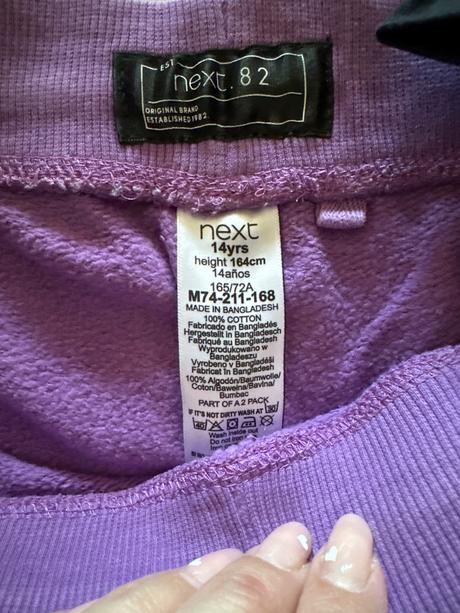 EST
next.82
ORIGINAL BRAND
ESTABLISHED 1982
next
14yrs
height 164cm
14años
165/72A
M74-211-168
MADE IN BANGLADESH
100% COTTON
Fabricado en Bangladés
Hergestellt in Bangladesch
Fabriqué au Bangladesh
Wyprodukowano w
Bangladeszu
Vyrobeno v Bangladéši
Fabricat în Bangladesh
100% Algodón/Baumwolle/
Coton/Bawełna/Bavlna/
Bumbac
PART OF A 2 PACK
IF IT'S NOT DIRTY WASH AT 30
40
Wash inside out
Do not iron